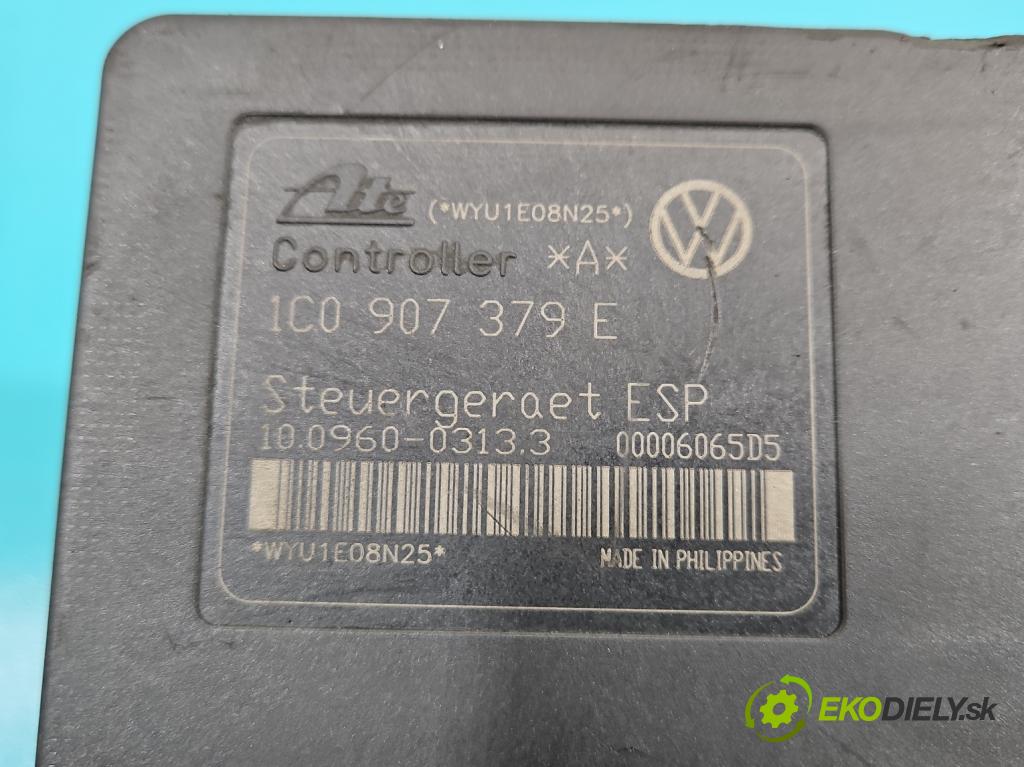 Ate (*WYU1E08N25*)
Controller *A*
1C0 907 379 E
Steuergeraet ESP
10.0960-0313.3 00006065D5
*WYU1E08N25* MADE IN PHILIPPINES
EKODIELY.sk